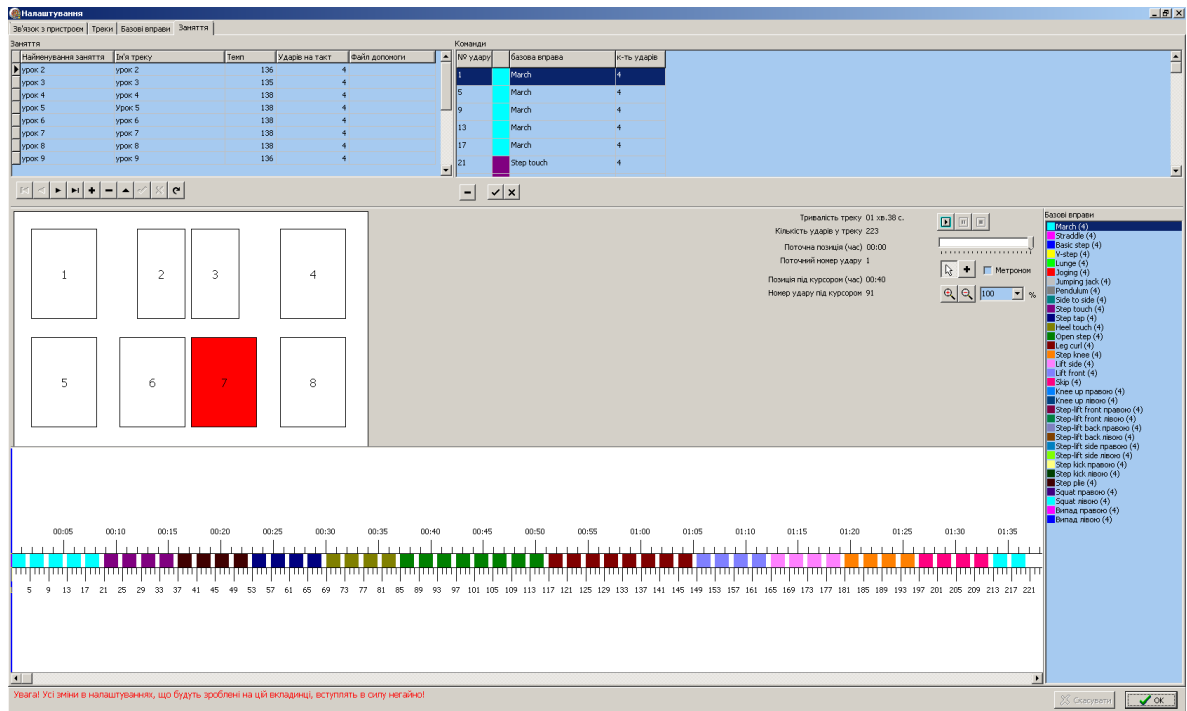 Налаштування
Зв'язок з пристроєм Треки Базові вправи Заняття
Заняття
Найменування заняття Ім'я треку Темп Ударів на такт Файл допомоги
урок 2 урок 2 136 4
урок 3 урок 3 135 4
урок 4 урок 4 138 4
урок 5 Урок 5 138 4
урок 6 урок 6 138 4
урок 7 урок 7 138 4
урок 8 урок 8 138 4
урок 9 урок 9 136 4
Команди
№ удару базова вправа к-ть ударів
1 March 4
5 March 4
9 March 4
13 March 4
17 March 4
21 Step touch 4
1 2 3 4
5 6 7 8
Тривалість треку 01 хв.38 с.
Кількість ударів у треку 223
Поточна позиція (час) 00:00
Поточний номер удару 1
Позиція під курсором (час) 00:40
Номер удару під курсором 91
Метроном
100 %
Базові вправи
March (4)
Straddle (4)
Basic step (4)
V-step (4)
Lunge (4)
Joging (4)
Jumping jack (4)
Pendulum (4)
Side to side (4)
Step touch (4)
Step tap (4)
Heel touch (4)
Open step (4)
Leg curl (4)
Step knee (4)
Lift side (4)
Lift front (4)
Skip (4)
Knee up правою (4)
Knee up лівою (4)
Step-lift front правою (4)
Step-lift front лівою (4)
Step-lift back правою (4)
Step-lift back лівою (4)
Step-lift side правою (4)
Step-lift side лівою (4)
Step kick правою (4)
Step kick лівою (4)
Step plie (4)
Squat правою (4)
Squat лівою (4)
Випад правою (4)
Випад лівою (4)
00:05 00:10 00:15 00:20 00:25 00:30 00:35 00:40 00:45 00:50 00:55 01:00 01:05 01:10 01:15 01:20 01:25 01:30 01:35
5 9 13 17 21 25 29 33 37 41 45 49 53 57 61 65 69 73 77 81 85 89 93 97 101 105 109 113 117 121 125 129 133 137 141 145 149 153 157 161 165 169 173 177 181 185 189 193 197 201 205 209 213 217 221
Увага! Усі зміни в налаштуваннях, що будуть зроблені на цій вкладинці, вступлять в силу негайно!
Скасувати OK